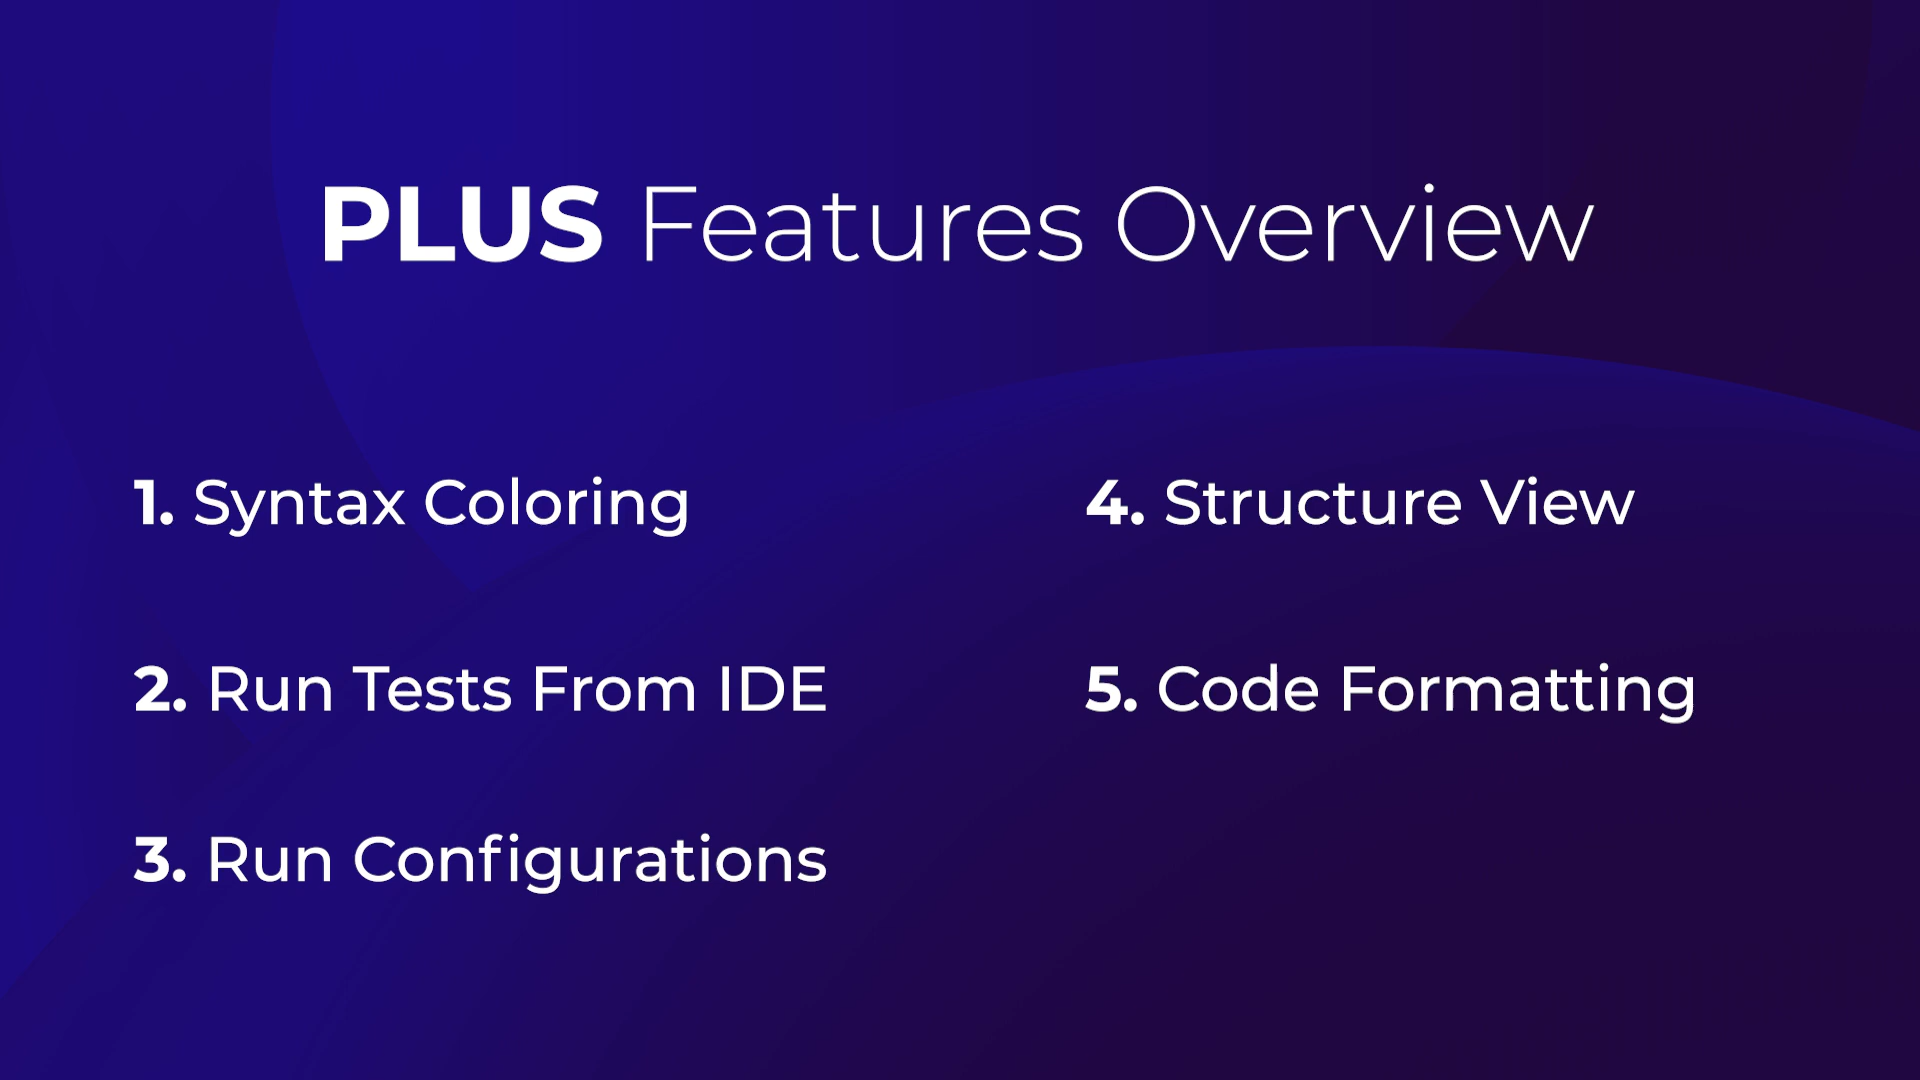 PLUS Features Overview
1. Syntax Coloring
2. Run Tests From IDE
3. Run Configurations
4. Structure View
5. Code Formatting